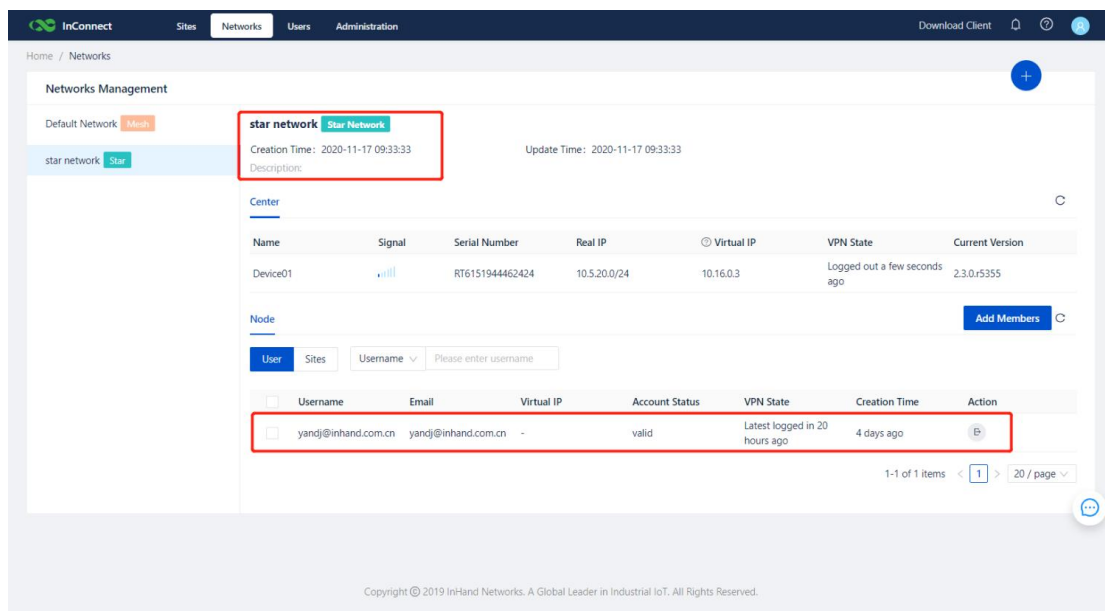 InConnect Sites Networks Users Administration Download Client
Home / Networks
Networks Management
Default Network Mesh
star network Star
star network Star Network
Creation Time: 2020-11-17 09:33:33 Update Time: 2020-11-17 09:33:33
Description:
Center
Name Signal Serial Number Real IP Virtual IP VPN State Current Version
Device01 RT6151944462424 10.5.20.0/24 10.16.0.3 Logged out a few seconds ago 2.3.0.r5355
Node Add Members
User Sites Username Please enter username
Username Email Virtual IP Account Status VPN State Creation Time Action
yandj@inhand.com.cn yandj@inhand.com.cn - valid Latest logged in 20 hours ago 4 days ago
1-1 of 1 items < 1 > 20 / page
Copyright © 2019 InHand Networks. A Global Leader in Industrial IoT. All Rights Reserved.